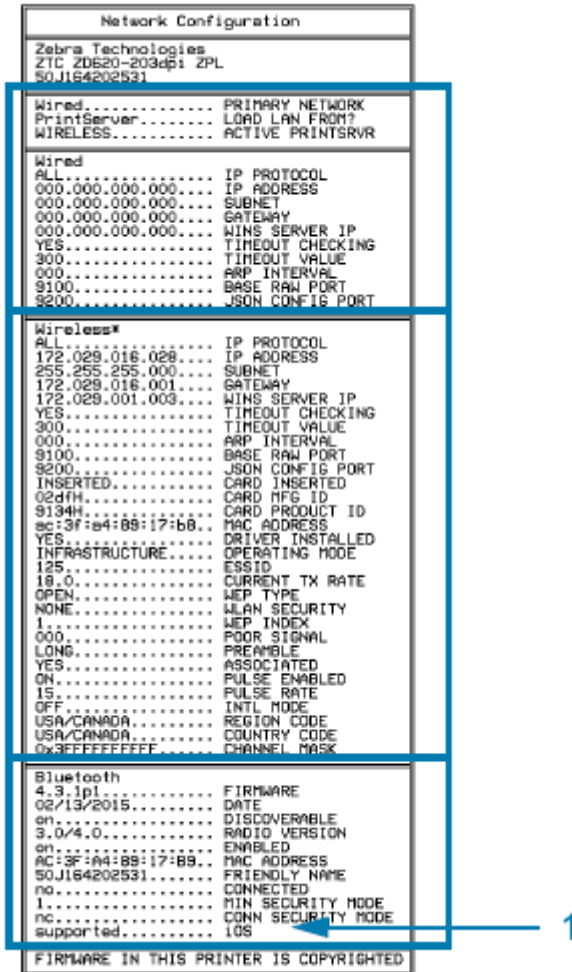 Network Configuration
Zebra Technologies
ZTC ZD620-203dpi ZPL
50J164202531
Wired.............. PRIMARY NETWORK
PrintServer........ LOAD LAN FROM?
WIRELESS........... ACTIVE PRINTSRVR
Wired
ALL................ IP PROTOCOL
000.000.000.000.... IP ADDRESS
000.000.000.000.... SUBNET
000.000.000.000.... GATEWAY
000.000.000.000.... WINS SERVER IP
YES................ TIMEOUT CHECKING
300................ TIMEOUT VALUE
000................ ARP INTERVAL
9100............... BASE RAW PORT
9200............... JSON CONFIG PORT
Wireless*
ALL................ IP PROTOCOL
172.029.016.028.... IP ADDRESS
255.255.255.000.... SUBNET
172.029.016.001.... GATEWAY
172.029.001.003.... WINS SERVER IP
YES................ TIMEOUT CHECKING
300................ TIMEOUT VALUE
000................ ARP INTERVAL
9100............... BASE RAW PORT
9200............... JSON CONFIG PORT
INSERTED........... CARD INSERTED
02dfH.............. CARD MFG ID
9134H.............. CARD PRODUCT ID
ac:3f:a4:89:17:b8.. MAC ADDRESS
YES................ DRIVER INSTALLED
INFRASTRUCTURE..... OPERATING MODE
125................ ESSID
18.0............... CURRENT TX RATE
OPEN............... WEP TYPE
NONE............... WLAN SECURITY
1.................. WEP INDEX
000................ POOR SIGNAL
LONG............... PREAMBLE
YES................ ASSOCIATED
ON................. PULSE ENABLED
15................. PULSE RATE
OFF................ INTL MODE
USA/CANADA......... REGION CODE
USA/CANADA......... COUNTRY CODE
0x3FFFFFFFFFF...... CHANNEL MASK
Bluetooth
4.3.1p1............ FIRMWARE
02/13/2015......... DATE
on................. DISCOVERABLE
3.0/4.0............ RADIO VERSION
on................. ENABLED
AC:3F:A4:89:17:B9.. MAC ADDRESS
50J164202531....... FRIENDLY NAME
no................. CONNECTED
1.................. MIN SECURITY MODE
nc................. CONN SECURITY MODE
supported.......... iOS
1
FIRMWARE IN THIS PRINTER IS COPYRIGHTED